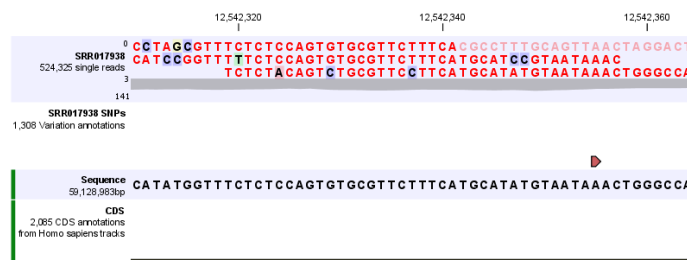 12,542,320 12,542,340 12,542,360
0
CCTAGCGTTTCTCTCCAGTGTGCGTTCTTTCACGCCTTTGCAGTTAACTAGGACT
SRR017938
CATCCGGTTTTTCTCCAGTGTGCGTTCTTTCATGCATCCGTAATAAAC
524,325 single reads
TCTCTACAGTCTGCGTTCCTTCATGCATATGTAATAAACTGGGCCA
3
141
SRR017938 SNPs
1,308 Variation annotations
Sequence
CATATGGTTTCTCTCCAGTGTGCGTTCTTTCATGCATATGTAATAAACTGGGCCA
59,128,983bp
CDS
2,085 CDS annotations
from Homo sapiens tracks